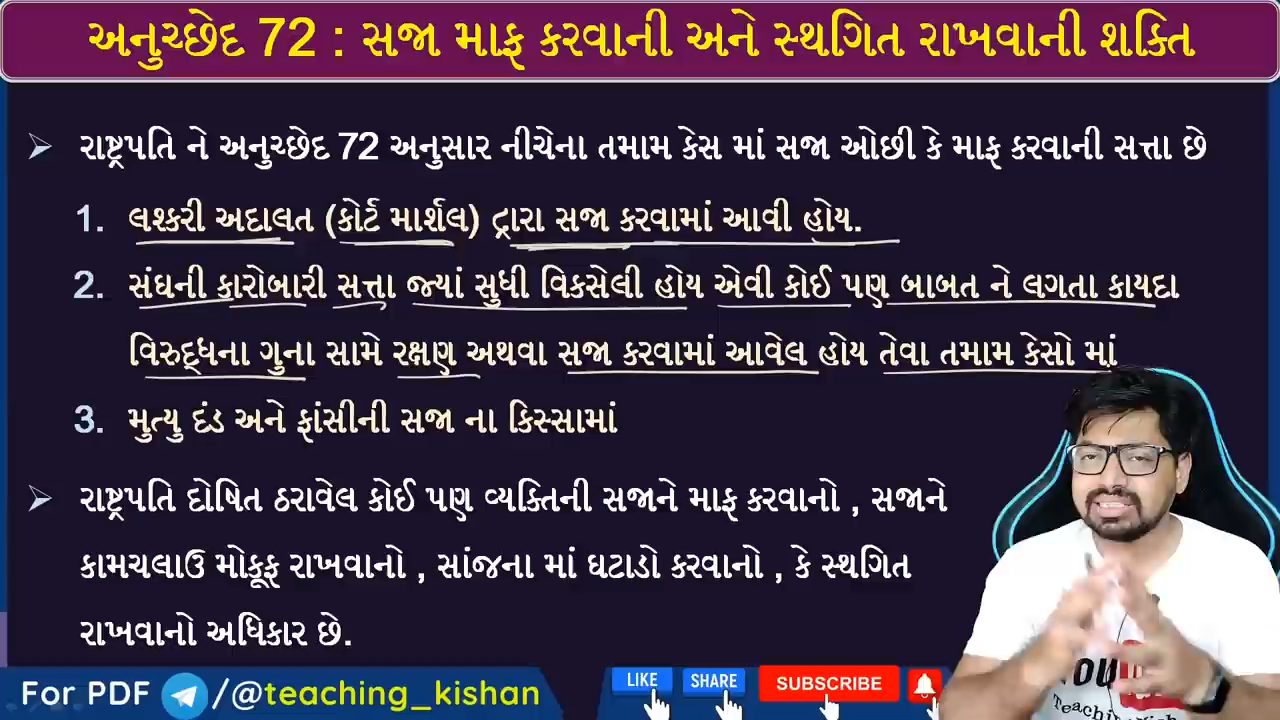 અનુચ્છેદ 72 : સજા માફ કરવાની અને સ્થગિત રાખવાની શક્તિ
➢ રાષ્ટ્રપતિ ને અનુચ્છેદ 72 અનુસાર નીચેના તમામ કેસ માં સજા ઓછી કે માફ કરવાની સત્તા છે
1. લશ્કરી અદાલત (કોર્ટ માર્શલ) દ્રારા સજા કરવામાં આવી હોય.
2. સંઘની કારોબારી સત્તા જ્યાં સુધી વિકસેલી હોય એવી કોઈ પણ બાબત ને લગતા કાયદા
વિરુદ્ધના ગુના સામે રક્ષણ અથવા સજા કરવામાં આવેલ હોય તેવા તમામ કેસો માં
3. મુત્યુ દંડ અને ફાંસીની સજા ના કિસ્સામાં
➢ રાષ્ટ્રપતિ દોષિત ઠરાવેલ કોઈ પણ વ્યક્તિની સજાને માફ કરવાનો , સજાને
કામચલાઉ મોકૂફ રાખવાનો , સાંજના માં ઘટાડો કરવાનો , કે સ્થગિત
રાખવાનો અધિકાર છે.
For PDF /@teaching_kishan
LIKE SHARE SUBSCRIBE